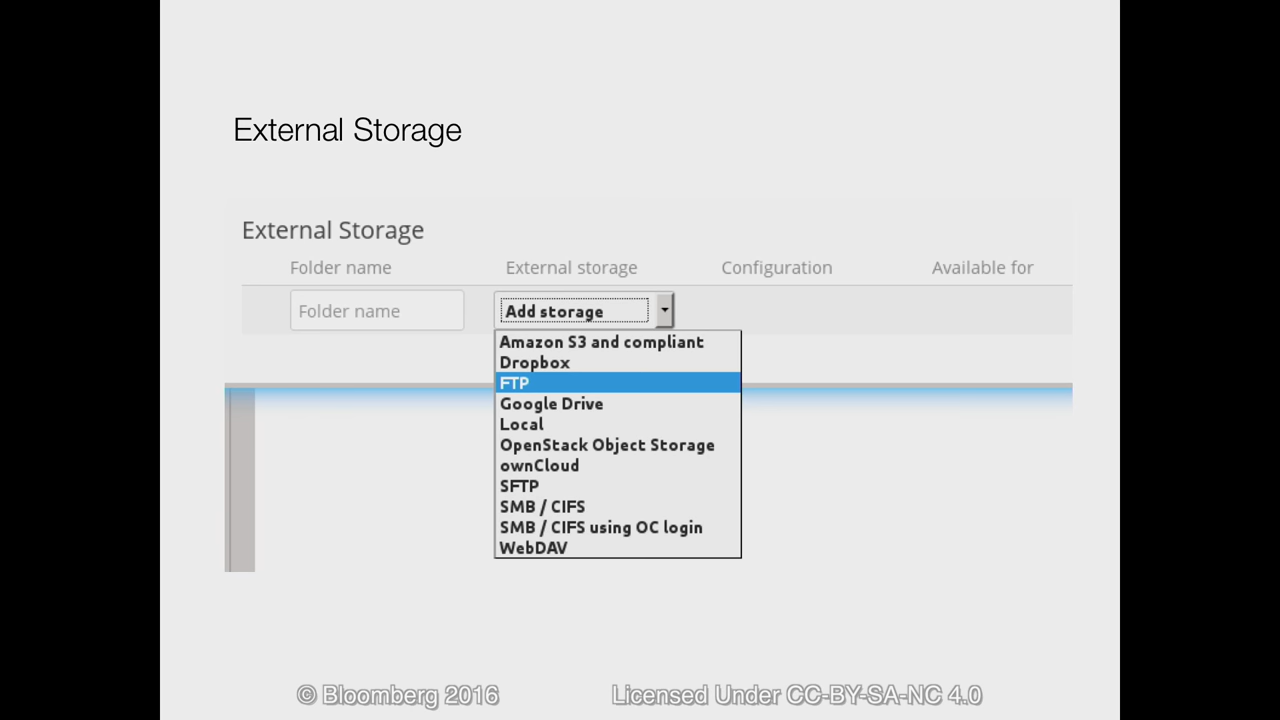 External Storage
External Storage
Folder name External storage Configuration Available for
Folder name Add storage
Amazon S3 and compliant
Dropbox
FTP
Google Drive
Local
OpenStack Object Storage
ownCloud
SFTP
SMB / CIFS
SMB / CIFS using OC login
WebDAV
© Bloomberg 2016 Licensed Under CC-BY-SA-NC 4.0